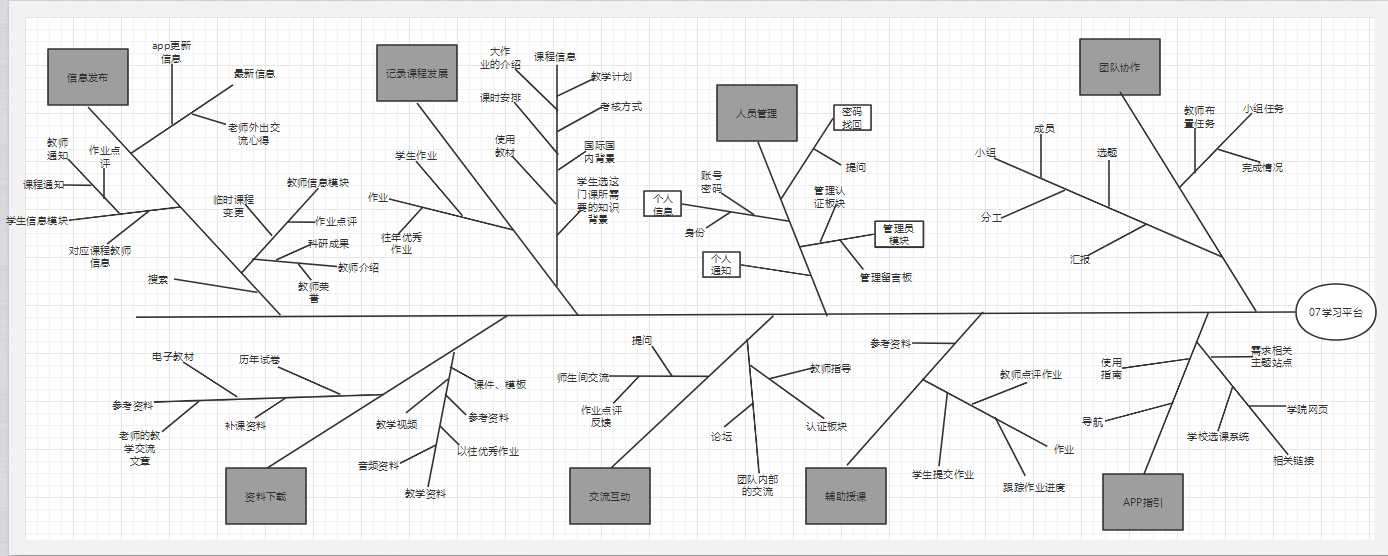 信息发布
app更新
信息
最新信息
老师外出交
流心得
教师
通知
作业点
评
课程通知
学生信息模块
对应课程教师
信息
临时课程
变更
教师信息模块
作业点评
科研成果
教师介绍
教师荣
誉
搜索
记录课程发展
大作
业的介绍
课程信息
教学计划
课时安排
考核方式
使用
教材
国际国
内背景
学生选这
门课所需
要的知识
背景
学生作业
作业
往年优秀
作业
人员管理
密码
找回
提问
账号
密码
个人
信息
身份
管理认
证板块
管理员
模块
个人
通知
管理留言板
团队协作
教师布
置任务
小组任务
完成情况
成员
小组
选题
分工
汇报
07学习平台
电子教材
历年试卷
参考资料
补课资料
老师的教
学交流
文章
课件、模板
参考资料
教学视频
以往优秀作业
音频资料
教学资料
资料下载
提问
师生间交流
作业点评
反馈
教师指导
论坛
认证板块
团队内部
的交流
交流互动
参考资料
教师点评作业
作业
学生提交作业
跟踪作业进度
辅助授课
使用
指南
需求相关
主题站点
导航
学院网页
学校选课系统
相关链接
APP指引